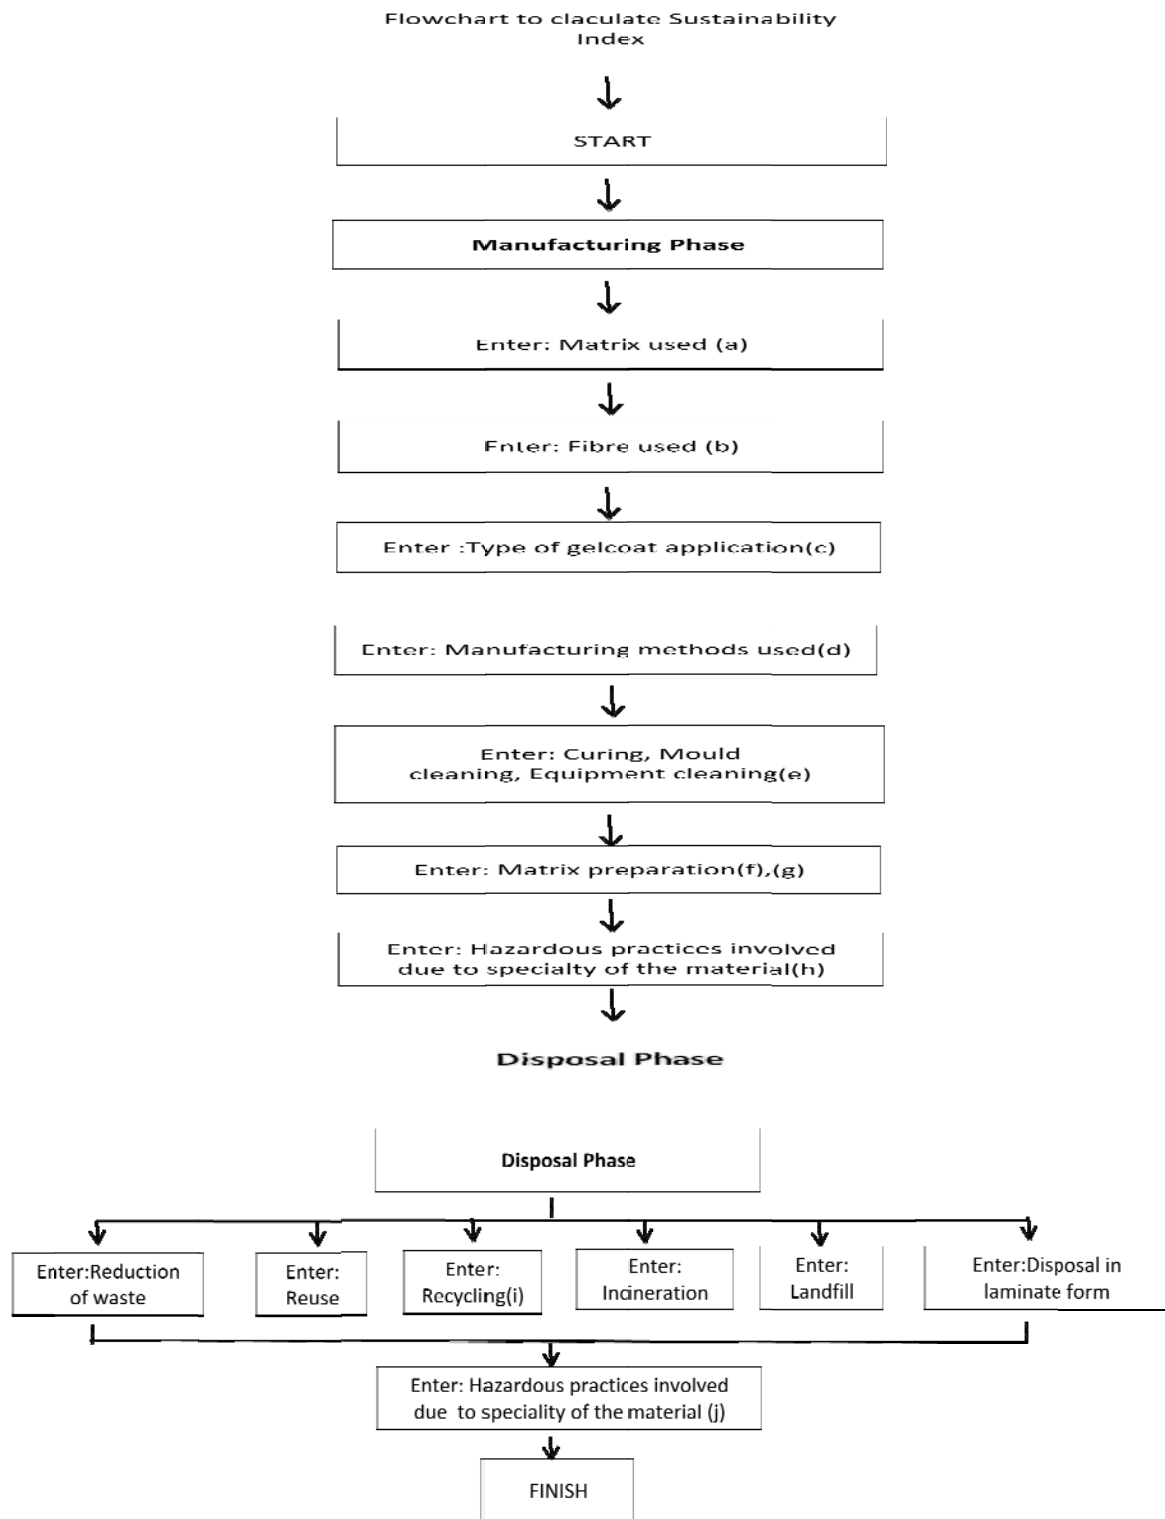 Flowchart to claculate Sustainability
Index
START
Manufacturing Phase
Enter: Matrix used (a)
Enter: Fibre used (b)
Enter :Type of gelcoat application(c)
Enter: Manufacturing methods used(d)
Enter: Curing, Mould
cleaning, Equipment cleaning(e)
Enter: Matrix preparation(f),(g)
Enter: Hazardous practices involved
due to specialty of the material(h)
Disposal Phase
Disposal Phase
Enter:Reduction
of waste
Enter:
Reuse
Enter:
Recycling(i)
Enter:
Incineration
Enter:
Landfill
Enter:Disposal in
laminate form
Enter: Hazardous practices involved
due to speciality of the material (j)
FINISH